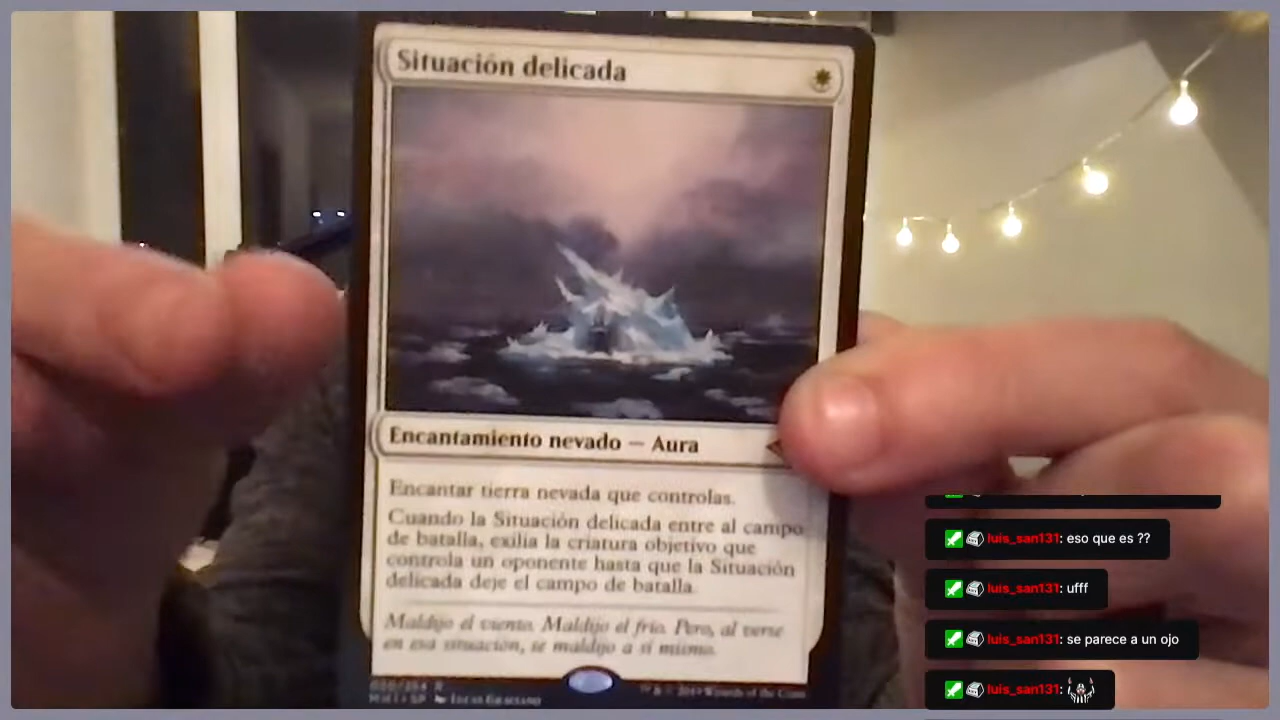 Situación delicada
Encantamiento nevado — Aura
Encantar tierra nevada que controlas.
Cuando la Situación delicada entre al campo
de batalla, exilia la criatura objetivo que
controla un oponente hasta que la Situación
delicada deje el campo de batalla.
Maldijo el viento. Maldijo el frío. Pero, al verse
en esa situación, se maldijo a sí mismo.
luis_san131: eso que es ??
luis_san131: ufff
luis_san131: se parece a un ojo
luis_san131: